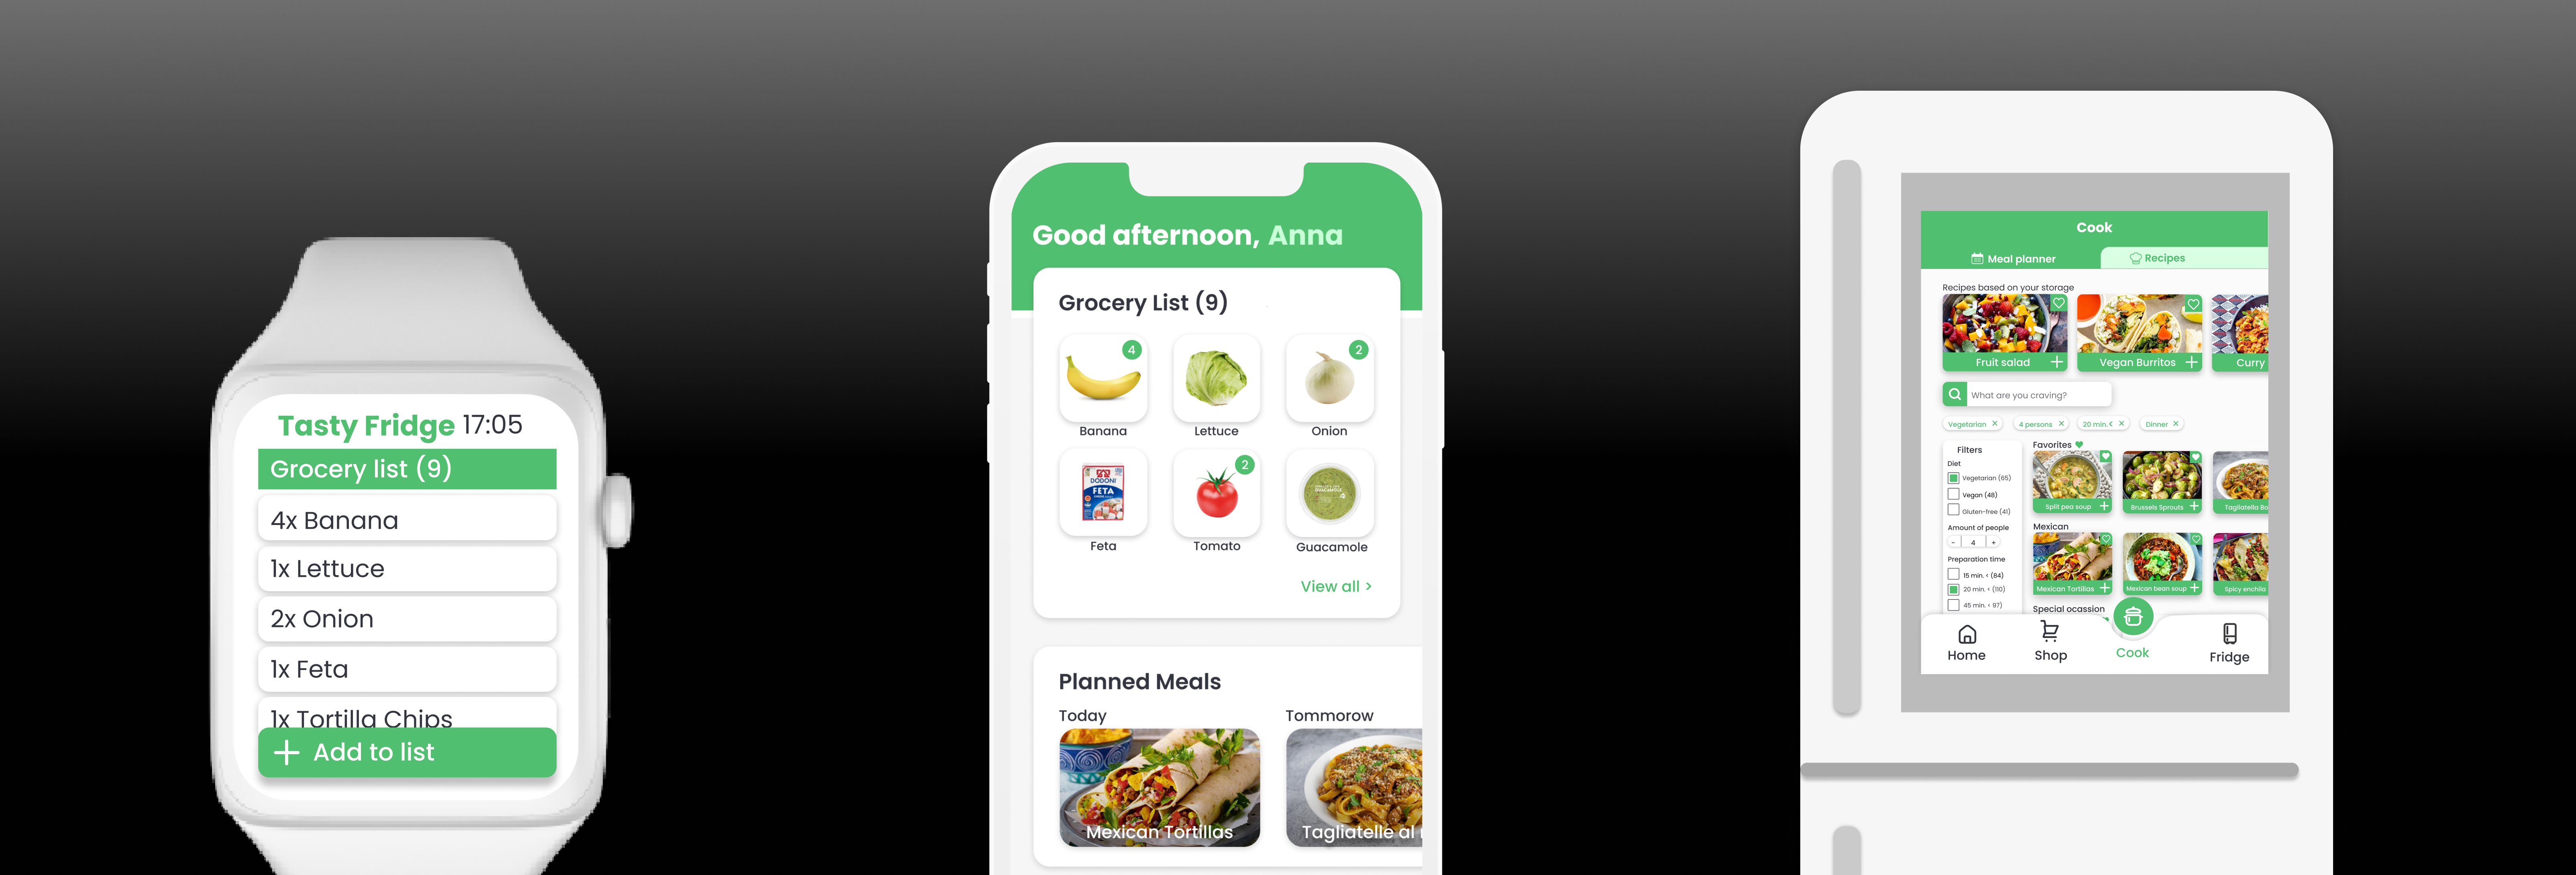 Tasty Fridge 17:05
Grocery list (9)
4x Banana
1x Lettuce
2x Onion
1x Feta
1x Tortilla Chips
+ Add to list
Good afternoon, Anna
Grocery List (9)
4
2
Banana
Lettuce
Onion
DODONI
FETA
2
GUACAMOLE
Feta
Tomato
Guacamole
View all >
Planned Meals
Today
Tommorow
Mexican Tortillas
Tagliatelle al
Cook
Meal planner
Recipes
Recipes based on your storage
Fruit salad +
Vegan Burritos +
Curry
What are you craving?
Vegetarian ×
4 persons ×
20 min.< ×
Dinner ×
Filters
Diet
Vegetarian (65)
Vegan (48)
Gluten-free (41)
Amount of people
- 4 +
Preparation time
15 min. < (84)
20 min. < (110)
45 min. < 97)
Favorites
Split pea soup +
Brussels Sprouts +
Tagliatella Bo
Mexican
Mexican Tortillas +
Mexican bean soup +
Spicy enchila
Special ocassion
Home
Shop
Cook
Fridge